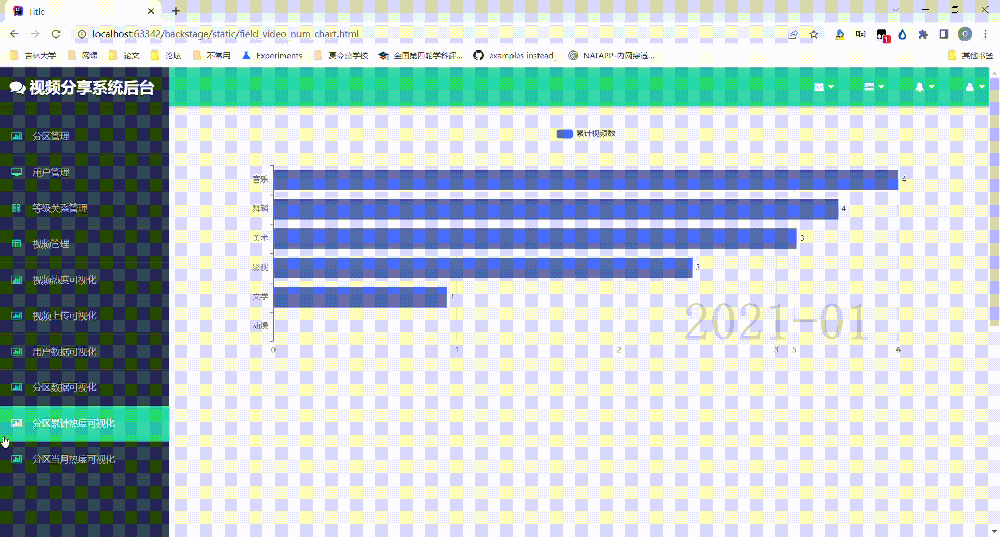 Title
localhost:63342/backstage/static/field_video_num_chart.html
C[x]
1
O
吉林大学 网课 论文 论坛 不常用 Experiments 夏令营学校 全国第四轮学科评... examples instead_ NATAPP-内网穿透... 其他书签
视频分享系统后台
分区管理
用户管理
等级关系管理
视频管理
视频热度可视化
视频上传可视化
用户数据可视化
分区数据可视化
分区累计热度可视化
分区当月热度可视化
累计视频数
音乐 4
舞蹈 4
美术 3
影视 3
文学 1
动漫
2021-01
0 1 2 3 5